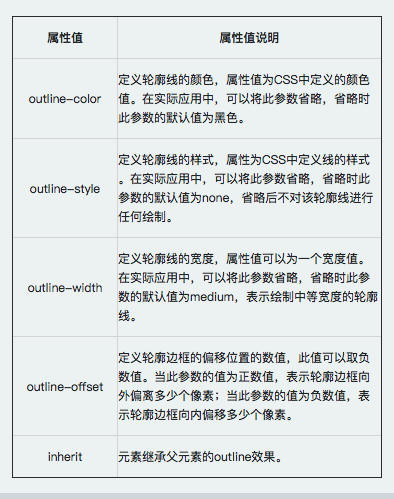 属性值 属性值说明
outline-color
定义轮廓线的颜色，属性值为CSS中定义的颜色
值。在实际应用中，可以将此参数省略，省略时
此参数的默认值为黑色。
outline-style
定义轮廓线的样式，属性为CSS中定义线的样式
。在实际应用中，可以将此参数省略，省略时此
参数的默认值为none，省略后不对该轮廓线进行
任何绘制。
outline-width
定义轮廓线的宽度，属性值可以为一个宽度值。
在实际应用中，可以将此参数省略，省略时此参
数的默认值为medium，表示绘制中等宽度的轮廓
线。
outline-offset
定义轮廓边框的偏移位置的数值，此值可以取负
数值。当此参数的值为正数值，表示轮廓边框向
外偏离多少个像素；当此参数的值为负数值，表
示轮廓边框向内偏移多少个像素。
inherit
元素继承父元素的outline效果。